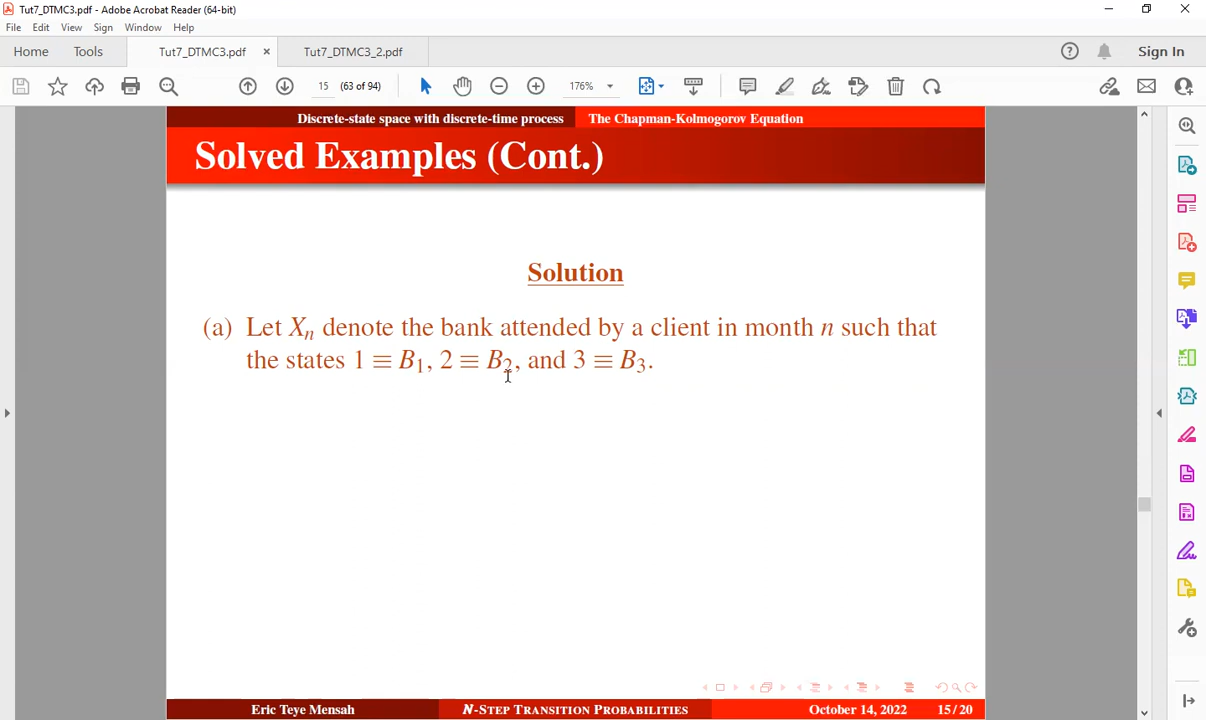 Tut7_DTMC3.pdf - Adobe Acrobat Reader (64-bit)
File Edit View Sign Window Help
Home Tools Tut7_DTMC3.pdf × Tut7_DTMC3_2.pdf Sign In
15 (63 of 94) 176%
Discrete-state space with discrete-time process The Chapman-Kolmogorov Equation
Solved Examples (Cont.)
Solution
(a) Let Xₙ denote the bank attended by a client in month n such that
the states 1 ≡ B₁, 2 ≡ B₂, and 3 ≡ B₃.
Eric Teye Mensah N-STEP TRANSITION PROBABILITIES October 14, 2022 15 / 20